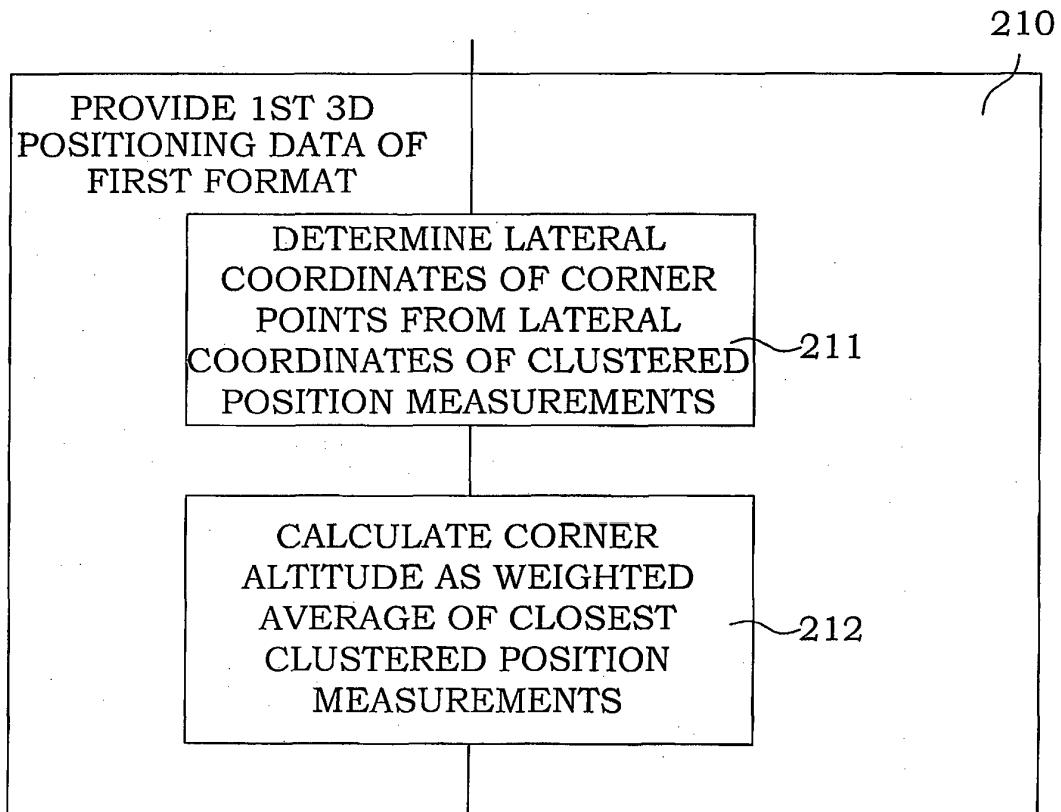 210
PROVIDE 1ST 3D
POSITIONING DATA OF
FIRST FORMAT
DETERMINE LATERAL
COORDINATES OF CORNER
POINTS FROM LATERAL
COORDINATES OF CLUSTERED
POSITION MEASUREMENTS
211
CALCULATE CORNER
ALTITUDE AS WEIGHTED
AVERAGE OF CLOSEST
CLUSTERED POSITION
MEASUREMENTS
212